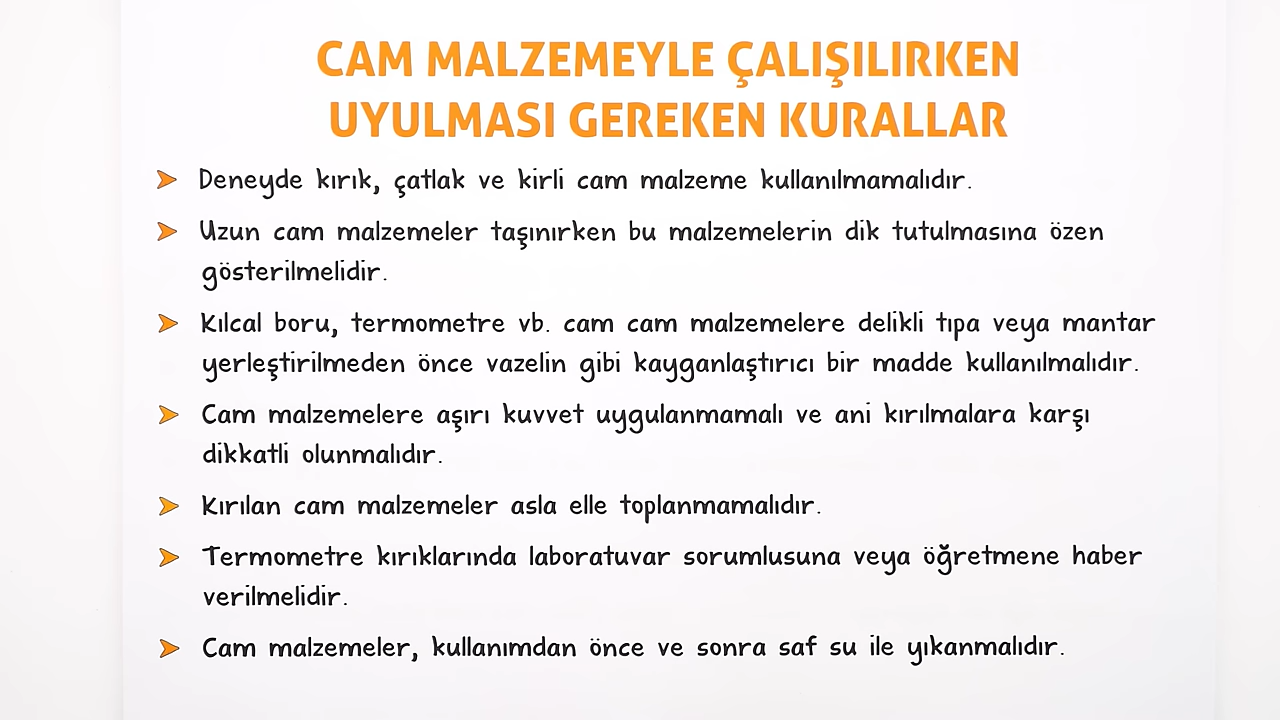 CAM MALZEMEYLE ÇALIŞILIRKEN
UYULMASI GEREKEN KURALLAR
Deneyde kırık, çatlak ve kirli cam malzeme kullanılmamalıdır.
Uzun cam malzemeler taşınırken bu malzemelerin dik tutulmasına özen
gösterilmelidir.
Kılcal boru, termometre vb. cam cam malzemelere delikli tıpa veya mantar
yerleştirilmeden önce vazelin gibi kayganlaştırıcı bir madde kullanılmalıdır.
Cam malzemelere aşırı kuvvet uygulanmamalı ve ani kırılmalara karşı
dikkatli olunmalıdır.
Kırılan cam malzemeler asla elle toplanmamalıdır.
Termometre kırıklarında laboratuvar sorumlusuna veya öğretmene haber
verilmelidir.
Cam malzemeler, kullanımdan önce ve sonra saf su ile yıkanmalıdır.